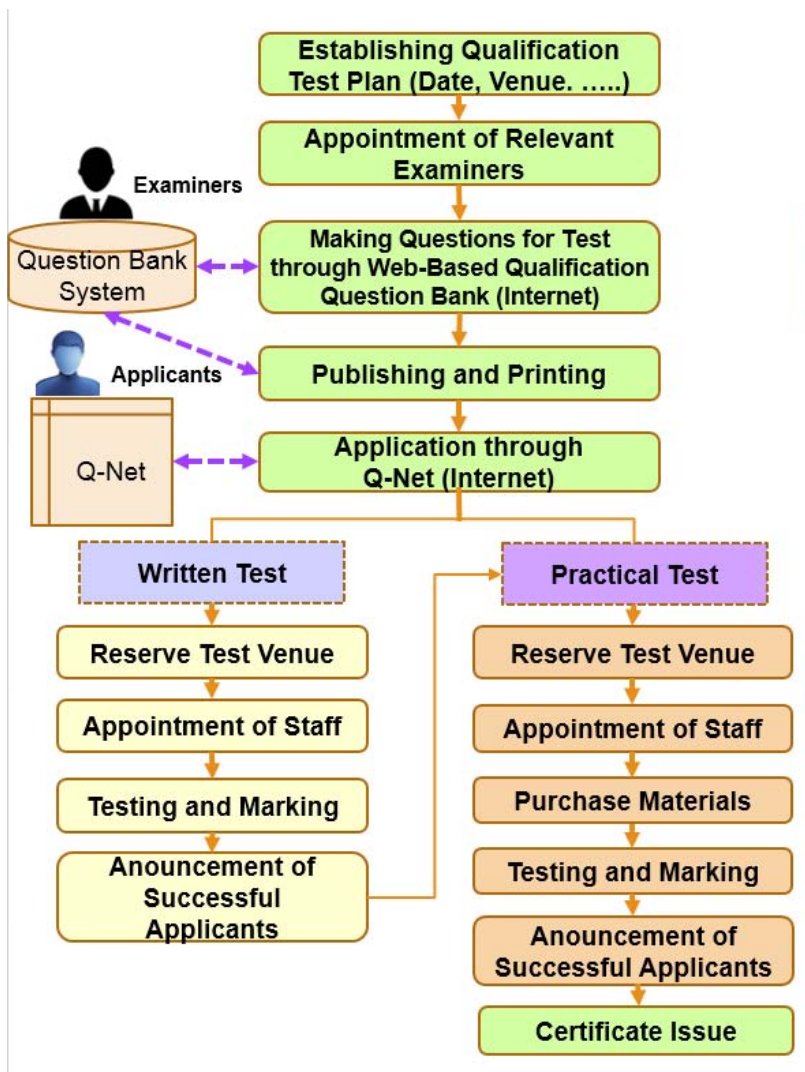 Establishing Qualification
Test Plan (Date, Venue. …..)
Appointment of Relevant
Examiners
Examiners
Question Bank
System
Making Questions for Test
through Web-Based Qualification
Question Bank (Internet)
Applicants
Publishing and Printing
Q-Net
Application through
Q-Net (Internet)
Written Test
Reserve Test Venue
Appointment of Staff
Testing and Marking
Anouncement of
Successful
Applicants
Practical Test
Reserve Test Venue
Appointment of Staff
Purchase Materials
Testing and Marking
Anouncement of
Successful Applicants
Certificate Issue